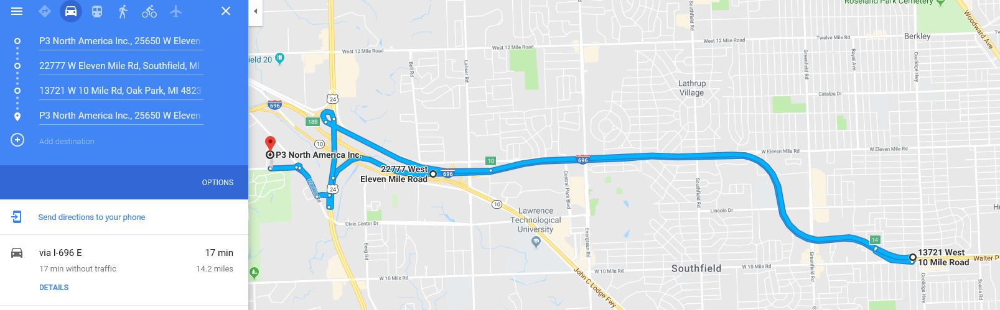 P3 North America Inc., 25650 W Eleven
22777 W Eleven Mile Rd, Southfield, MI
13721 W 10 Mile Rd, Oak Park, MI 4823
P3 North America Inc., 25650 W Eleven
Add destination
OPTIONS
Send directions to your phone
via I-696 E
17 min
17 min without traffic
14.2 miles
DETAILS
Roseland Park Cemetery
Woodward Ave
Southfield Rd
Twelve Mile Rd
Berkley
West 12 Mile Road
West 12 Mile Road
West 12 Mile Road
ield 20
Bell Rd
Lahser Rd
Greenfield Rd
Royal Ave
Coolidge Hwy
Lathrup
Village
Catalpa Dr
24
696
18B
10
P3 North America Inc.
W Eleven Mile Rd
W Eleven Mile Rd
10
696
22777 West
Eleven Mile Road
696
24
Franklin Rd
Central Park Blvd
Southfield Rd
10
Lawrence
Technological
University
Lincoln Dr
Civic Center Dr
Evergreen Rd
Berg Rd
14
Greenfield Rd
13721 West
10 Mile Road
Walter P
Southfield
W 10 Mile Rd
W 10 Mile Rd
W 10 Mile Rd
John C Lodge Fwy
Coolidge Hwy
Scotia Rd